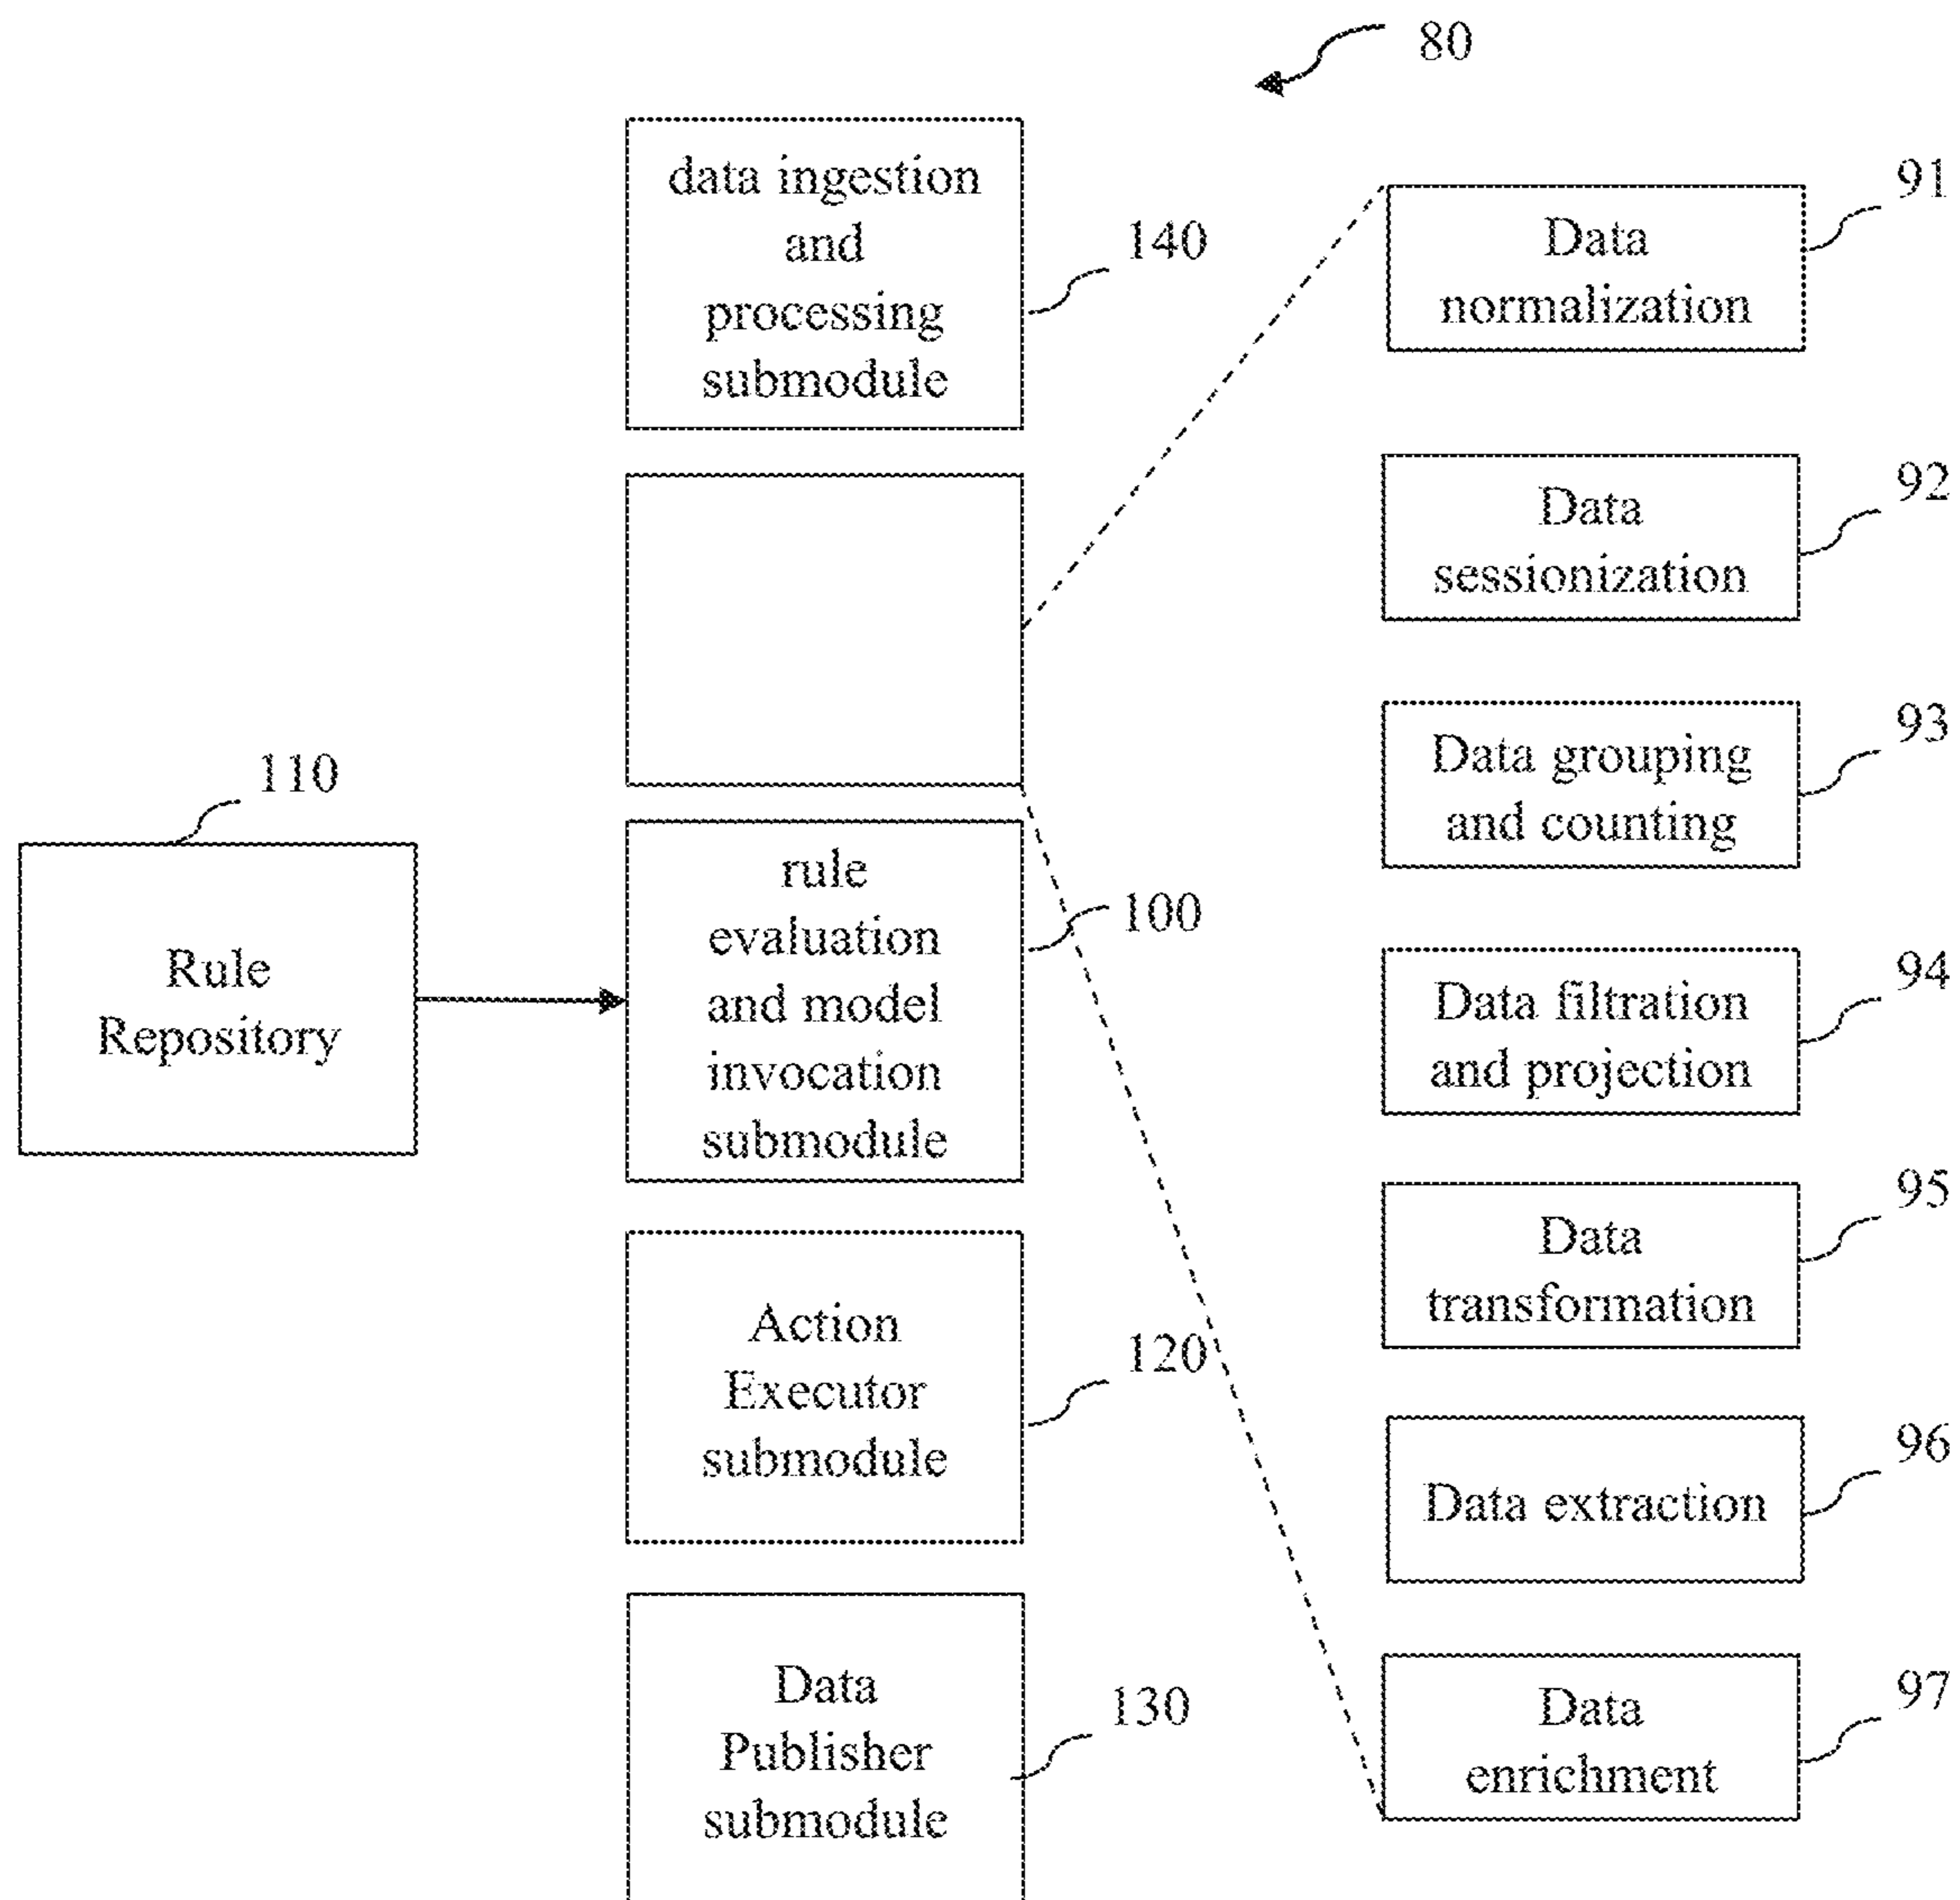 80
data ingestion
and
processing
submodule
140
110
Rule
Repository
rule
evaluation
and model
invocation
submodule
100
Action
Executor
submodule
120
Data
Publisher
submodule
130
Data
normalization
91
Data
sessionization
92
Data grouping
and counting
93
Data filtration
and projection
94
Data
transformation
95
Data extraction
96
Data
enrichment
97